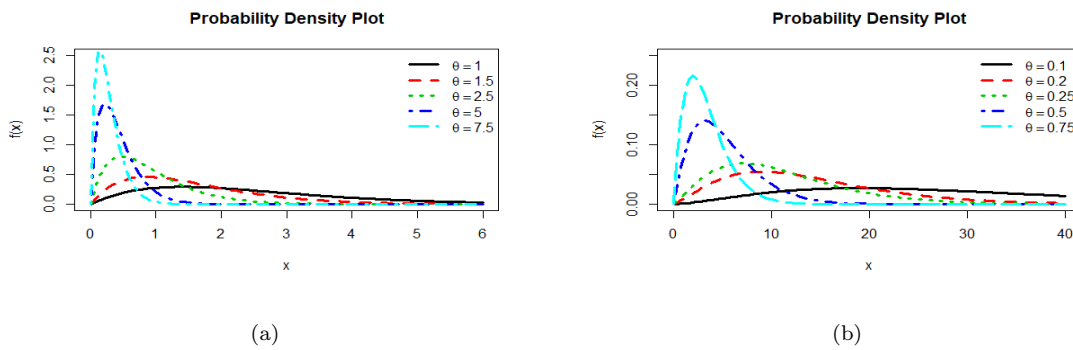 Probability Density Plot
f(x)
2.5
2.0
1.5
1.0
0.5
0.0
θ = 1
θ = 1.5
θ = 2.5
θ = 5
θ = 7.5
0 1 2 3 4 5 6
x
(a)
Probability Density Plot
f(x)
0.20
0.10
0.00
θ = 0.1
θ = 0.2
θ = 0.25
θ = 0.5
θ = 0.75
0 10 20 30 40
x
(b)